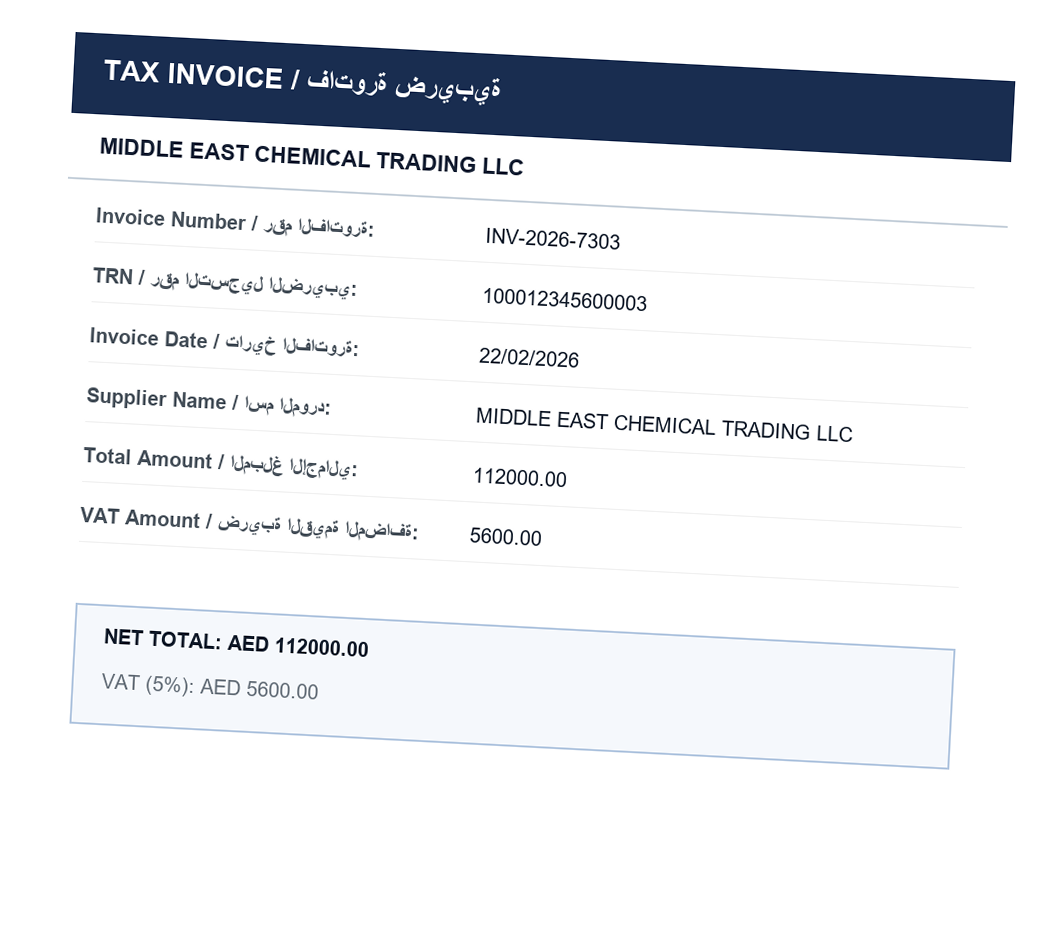 TAX INVOICE / فاتورة ضريبية
MIDDLE EAST CHEMICAL TRADING LLC
Invoice Number / رقم الفاتورة: INV-2026-7303
TRN / رقم التسجيل الضريبي: 100012345600003
Invoice Date / تاريخ الفاتورة: 22/02/2026
Supplier Name / اسم المورد: MIDDLE EAST CHEMICAL TRADING LLC
Total Amount / المبلغ الإجمالي: 112000.00
VAT Amount / ضريبة القيمة المضافة: 5600.00
NET TOTAL: AED 112000.00
VAT (5%): AED 5600.00